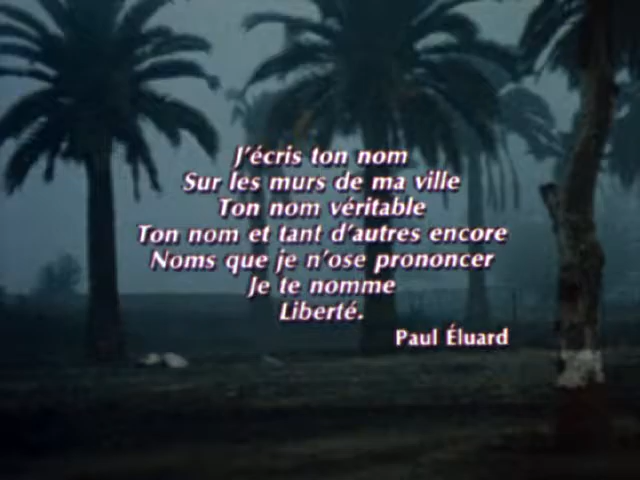 J'écris ton nom
Sur les murs de ma ville
Ton nom véritable
Ton nom et tant d'autres encore
Noms que je n'ose prononcer
Je te nomme
Liberté.
Paul Éluard